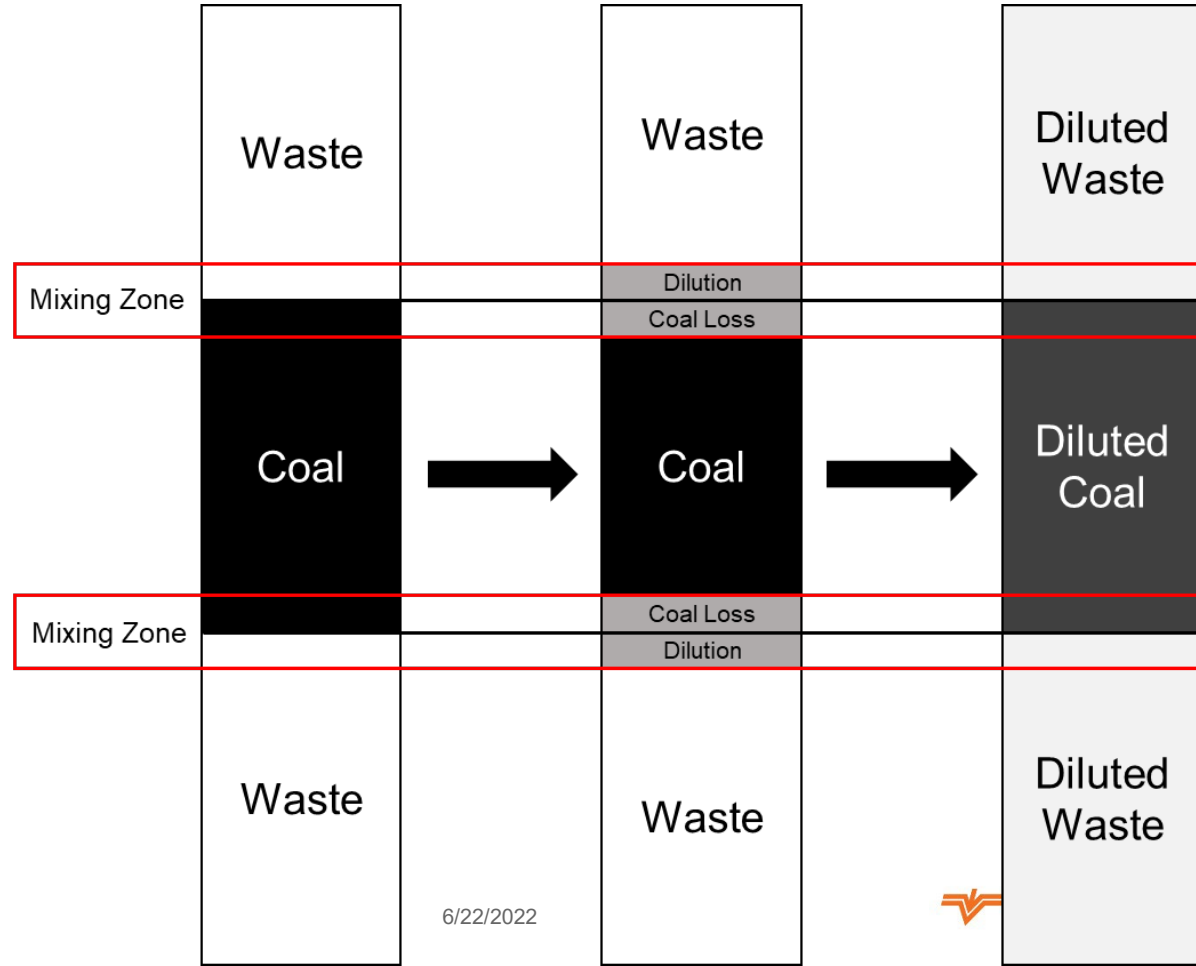 Waste
Waste
Diluted
Waste
Mixing Zone
Dilution
Coal Loss
Coal
Coal
Diluted
Coal
Mixing Zone
Coal Loss
Dilution
Waste
Waste
Diluted
Waste
6/22/2022